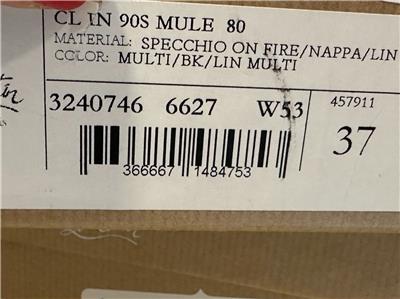 CL IN 90S MULE 80
MATERIAL: SPECCHIO ON FIRE/NAPPA/LIN
COLOR: MULTI/BK/LIN MULTI
3240746 6627 W53
457911
37
366667 1484753